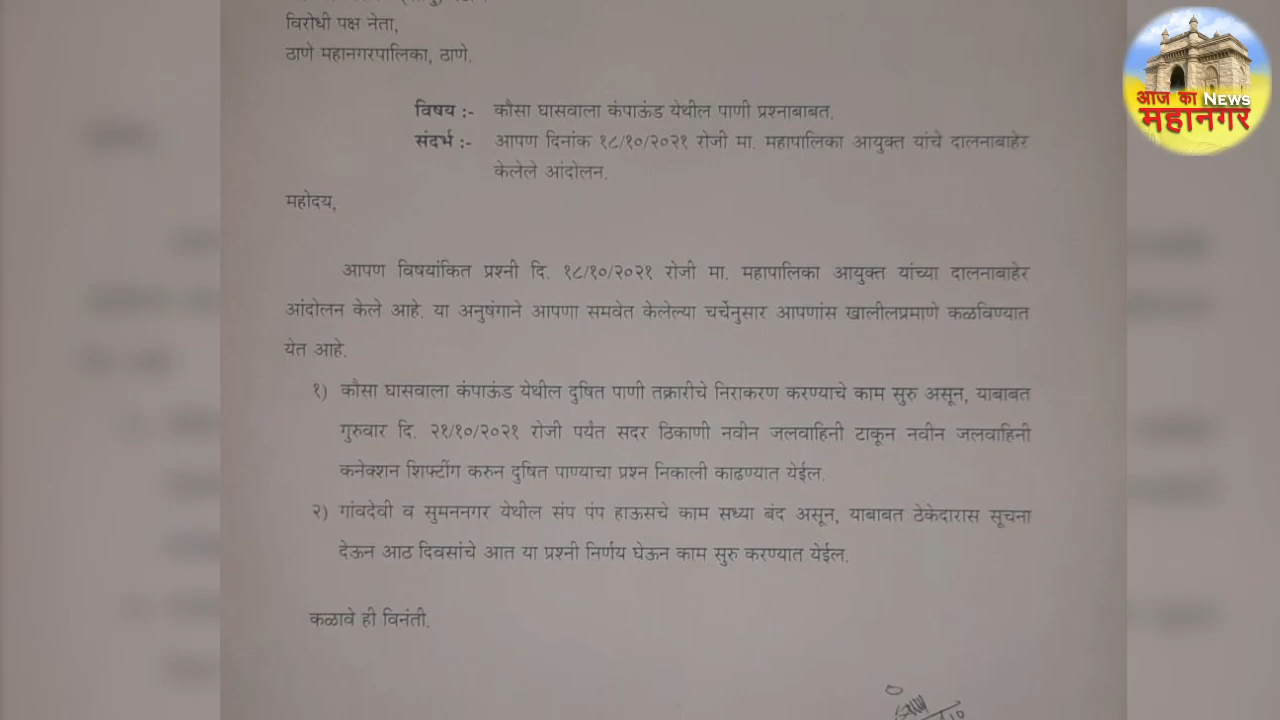 विरोधी पक्ष नेता,
ठाणे महानगरपालिका, ठाणे.
विषय :- कौसा घासवाला कंपाऊंड येथील पाणी प्रश्नाबाबत.
संदर्भ :- आपण दिनांक १८/१०/२०२१ रोजी मा. महापालिका आयुक्त यांचे दालनाबाहेर
केलेले आंदोलन.
महोदय,
आपण विषयांकित प्रश्नी दि. १८/१०/२०२१ रोजी मा. महापालिका आयुक्त यांच्या दालनाबाहेर
आंदोलन केले आहे. या अनुषंगाने आपणा समवेत केलेल्या चर्चेनुसार आपणांस खालीलप्रमाणे कळविण्यात
येत आहे.
१) कौसा घासवाला कंपाऊंड येथील दुषित पाणी तक्रारीचे निराकरण करण्याचे काम सुरु असून, याबाबत
गुरुवार दि. २१/१०/२०२१ रोजी पर्यंत सदर ठिकाणी नवीन जलवाहिनी टाकून नवीन जलवाहिनी
कनेक्शन शिफ्टींग करुन दुषित पाण्याचा प्रश्न निकाली काढण्यात येईल.
२) गांवदेवी व सुमननगर येथील संप पंप हाऊसचे काम सध्या बंद असून, याबाबत ठेकेदारास सूचना
देऊन आठ दिवसांचे आत या प्रश्नी निर्णय घेऊन काम सुरु करण्यात येईल.
कळावे ही विनंती.
आज का News
महानगर